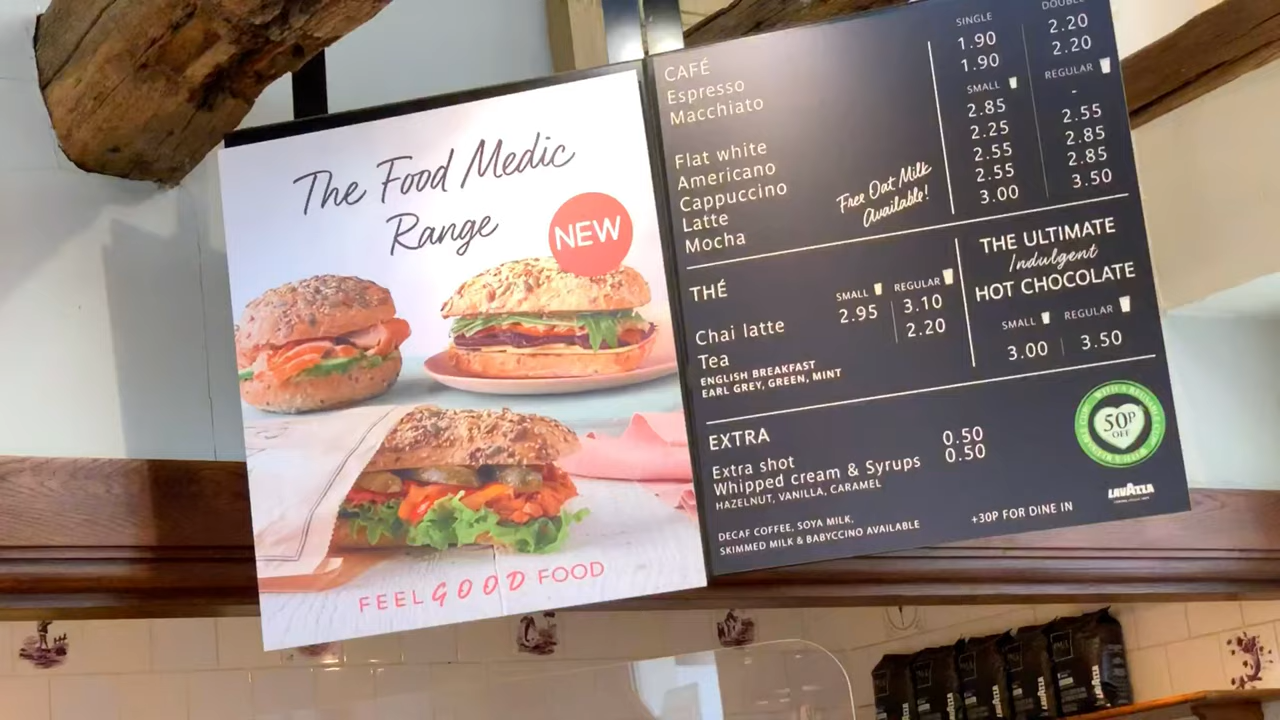 The Food Medic
Range
NEW
FEEL GOOD FOOD
SINGLE DOUBLE
CAFÉ
Espresso 1.90 2.20
Macchiato 1.90 2.20
SMALL REGULAR
Flat white 2.85 -
Americano 2.25 2.55
Cappuccino 2.55 2.85
Latte 2.55 2.85
Mocha 3.00 3.50
Free Oat Milk
Available!
THÉ
SMALL REGULAR
Chai latte 2.95 3.10
Tea 2.20
ENGLISH BREAKFAST
EARL GREY, GREEN, MINT
THE ULTIMATE
Indulgent
HOT CHOCOLATE
SMALL REGULAR
3.00 3.50
EXTRA
Extra shot 0.50
Whipped cream & Syrups 0.50
HAZELNUT, VANILLA, CARAMEL
DECAF COFFEE, SOYA MILK,
SKIMMED MILK & BABYCCINO AVAILABLE
+30P FOR DINE IN
50P
OFF
LAVAZZA
LAVAZZA
LAVAZZA
LAVAZZA
LAVAZZA
LAVAZZA